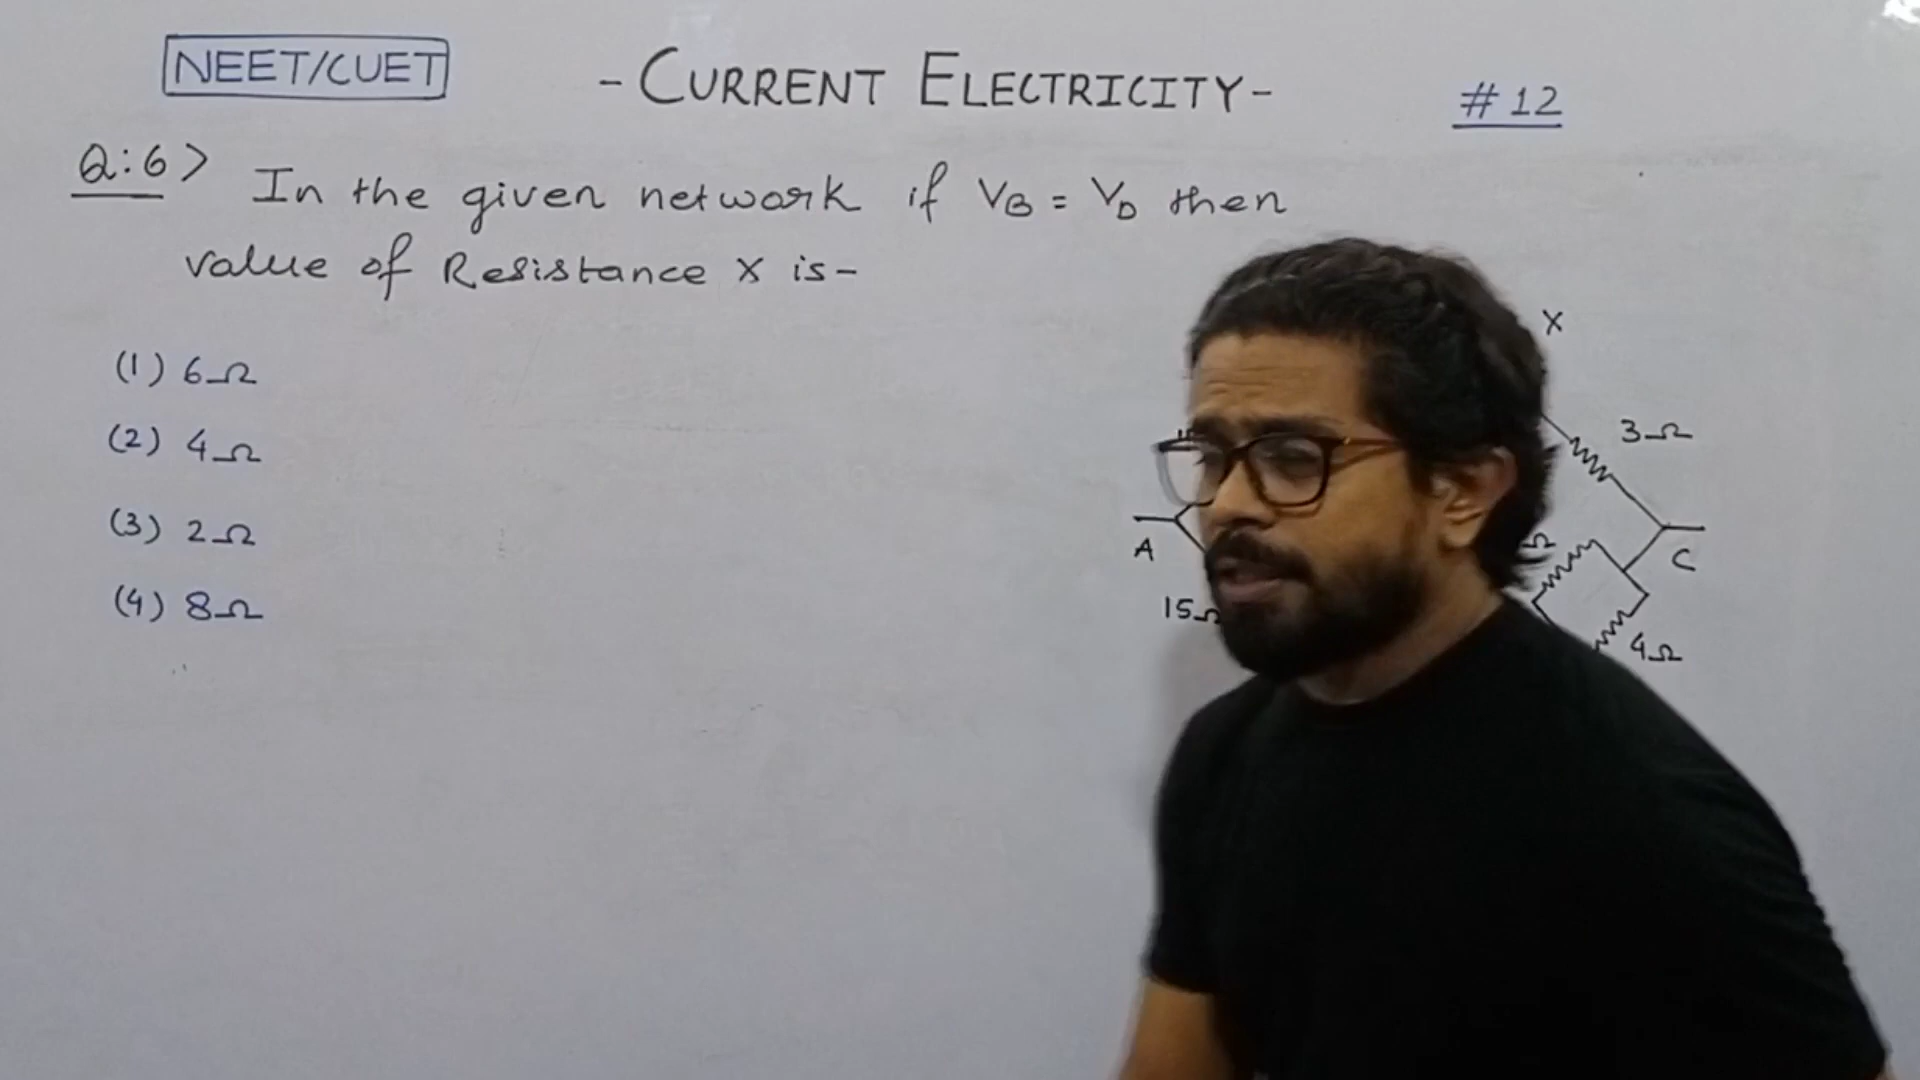 NEET/CUET
- CURRENT ELECTRICITY -
# 12
Q:6> In the given network if VB = VD then
value of Resistance X is-
(1) 6Ω
(2) 4Ω
(3) 2Ω
(4) 8Ω
X
3Ω
A
C
15Ω
4Ω